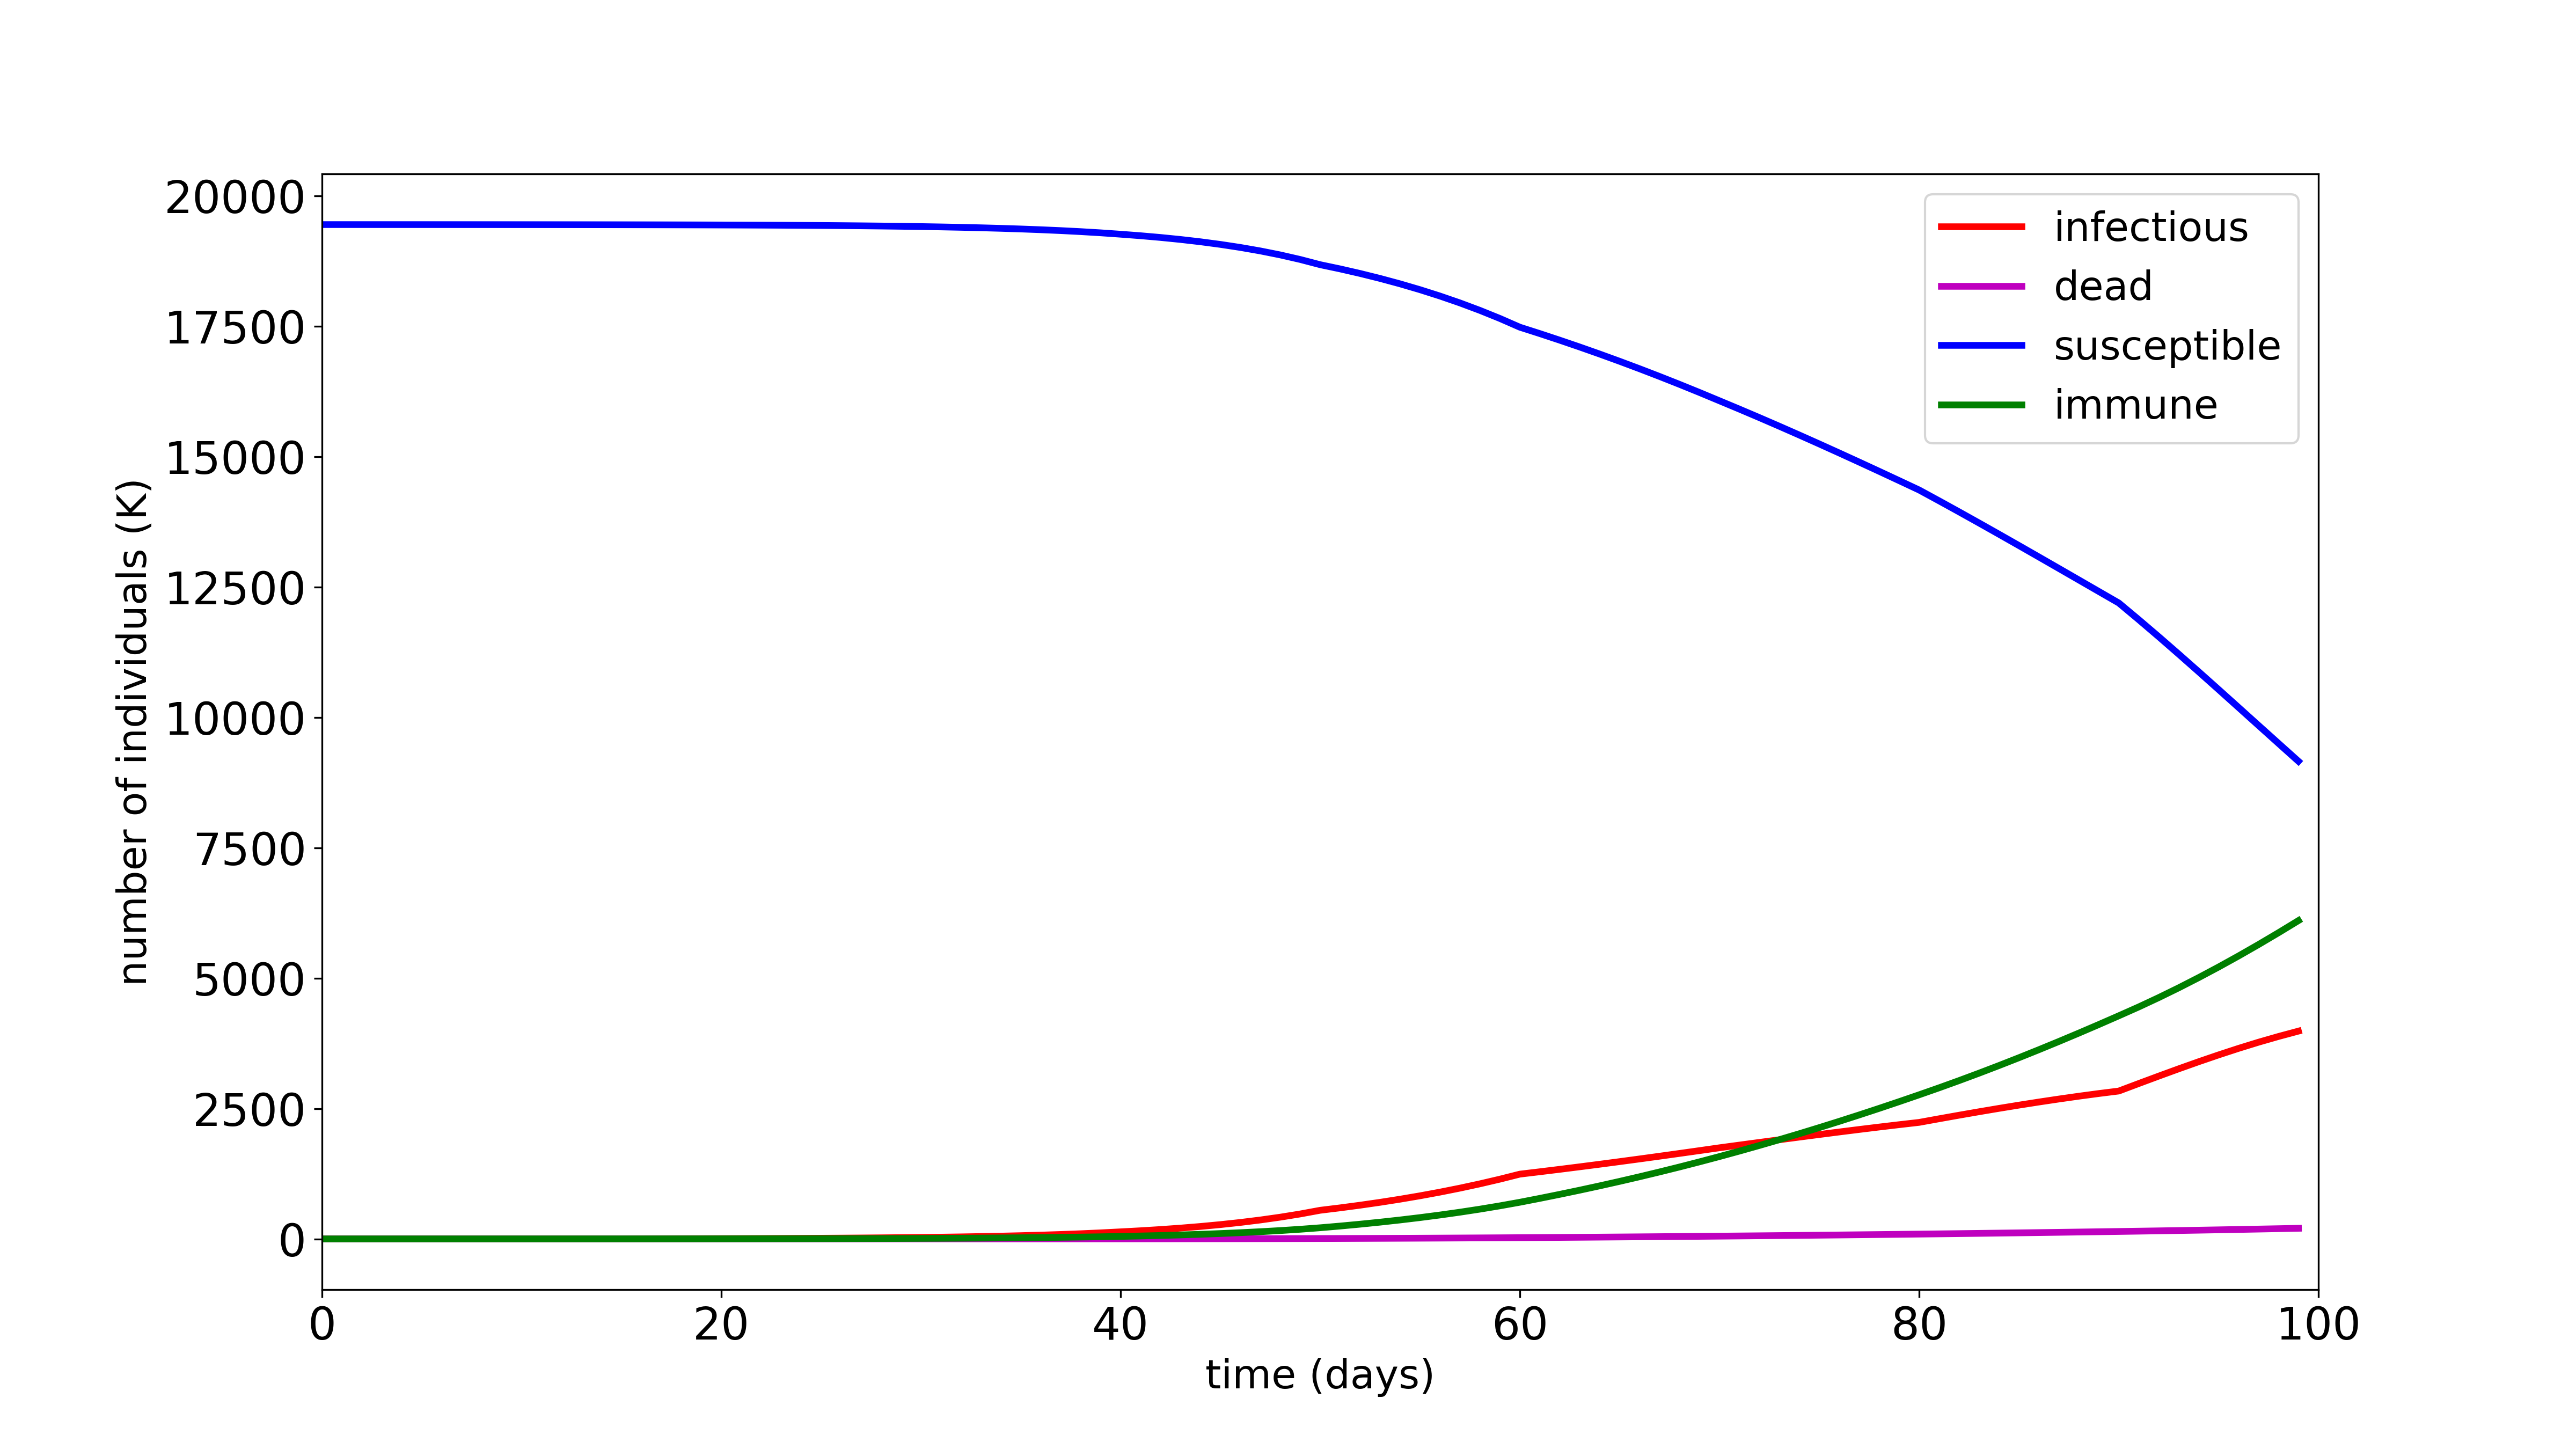 20000
17500
15000
12500
10000
7500
5000
2500
0
number of individuals (K)
infectious
dead
susceptible
immune
0 20 40 60 80 100
time (days)